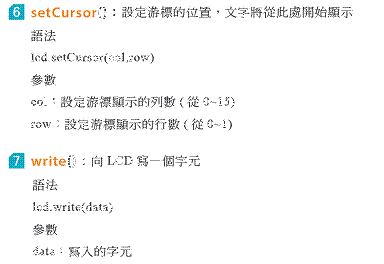 6 setCursor()：設定游標的位置，文字將從此處開始顯示
語法
lcd.setCursor(col,row)
參數
col：設定游標顯示的列數 ( 從 0~15)
row：設定游標顯示的行數 ( 從 0~1)
7 write()：向 LCD 寫一個字元
語法
lcd.write(data)
參數
data：寫入的字元